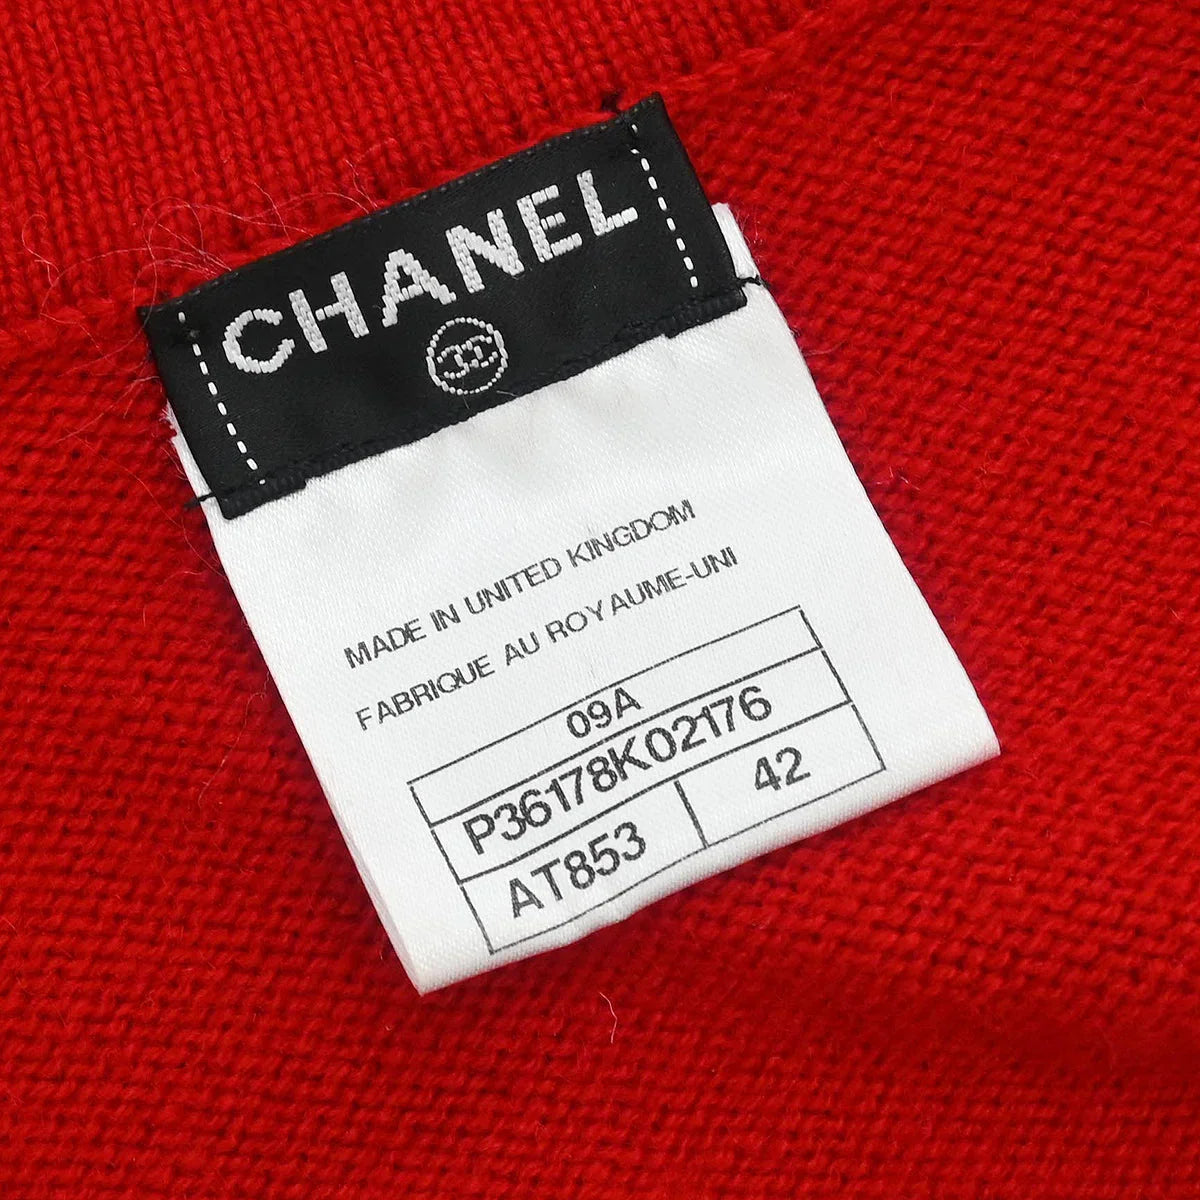 CHANEL
MADE IN UNITED KINGDOM
FABRIQUE AU ROYAUME-UNI
09A
P36178K02176
AT853 42